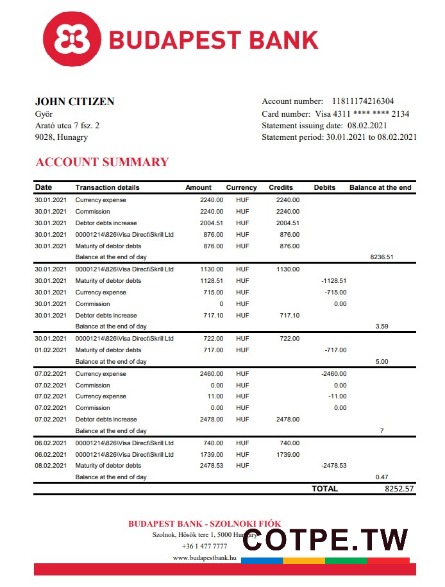 BUDAPEST BANK
JOHN CITIZEN
Győr
Arató utca 7 fsz. 2
9028, Hunagry
Account number: 11811174216304
Card number: Visa 4311 **** **** 2134
Statement issuing date: 08.02.2021
Statement period: 30.01.2021 to 08.02.2021
ACCOUNT SUMMARY
Date Transaction details Amount Currency Credits Debits Balance at the end
30.01.2021 Currency expense 2240.00 HUF 2240.00
30.01.2021 Commission 2240.00 HUF 2240.00
30.01.2021 Debtor debts increase 2004.51 HUF 2004.51
30.01.2021 00001214\826\Visa Direct\Skrill Ltd 876.00 HUF 876.00
30.01.2021 Maturity of debtor debts 876.00 HUF 876.00
Balance at the end of day 8236.51
30.01.2021 00001214\826\Visa Direct\Skrill Ltd 1130.00 HUF 1130.00
30.01.2021 Maturity of debtor debts 1128.51 HUF -1128.51
30.01.2021 Currency expense 715.00 HUF -715.00
30.01.2021 Commission 0 HUF 0.00
30.01.2021 Debtor debts increase 717.10 HUF 717.10
Balance at the end of day 3.59
30.01.2021 00001214\826\Visa Direct\Skrill Ltd 722.00 HUF 722.00
01.02.2021 Maturity of debtor debts 717.00 HUF -717.00
Balance at the end of day 5.00
07.02.2021 Currency expense 2460.00 HUF -2460.00
07.02.2021 Commission 0.00 HUF 0.00
07.02.2021 Currency expense 11.00 HUF -11.00
07.02.2021 Commission 0.00 HUF 0.00
07.02.2021 Debtor debts increase 2478.00 HUF 2478.00
Balance at the end of day 7
06.02.2021 00001214\826\Visa Direct\Skrill Ltd 740.00 HUF 740.00
06.02.2021 00001214\826\Visa Direct\Skrill Ltd 1739.00 HUF 1739.00
08.02.2021 Maturity of debtor debts 2478.53 HUF -2478.53
Balance at the end of day 0.47
TOTAL 8252.57
BUDAPEST BANK - SZOLNOKI FIÓK
Szolnok, Hősök tere 1, 5000 Hungary
+36 1 477 7777
www.budapestbank.hu
COTPE.TW